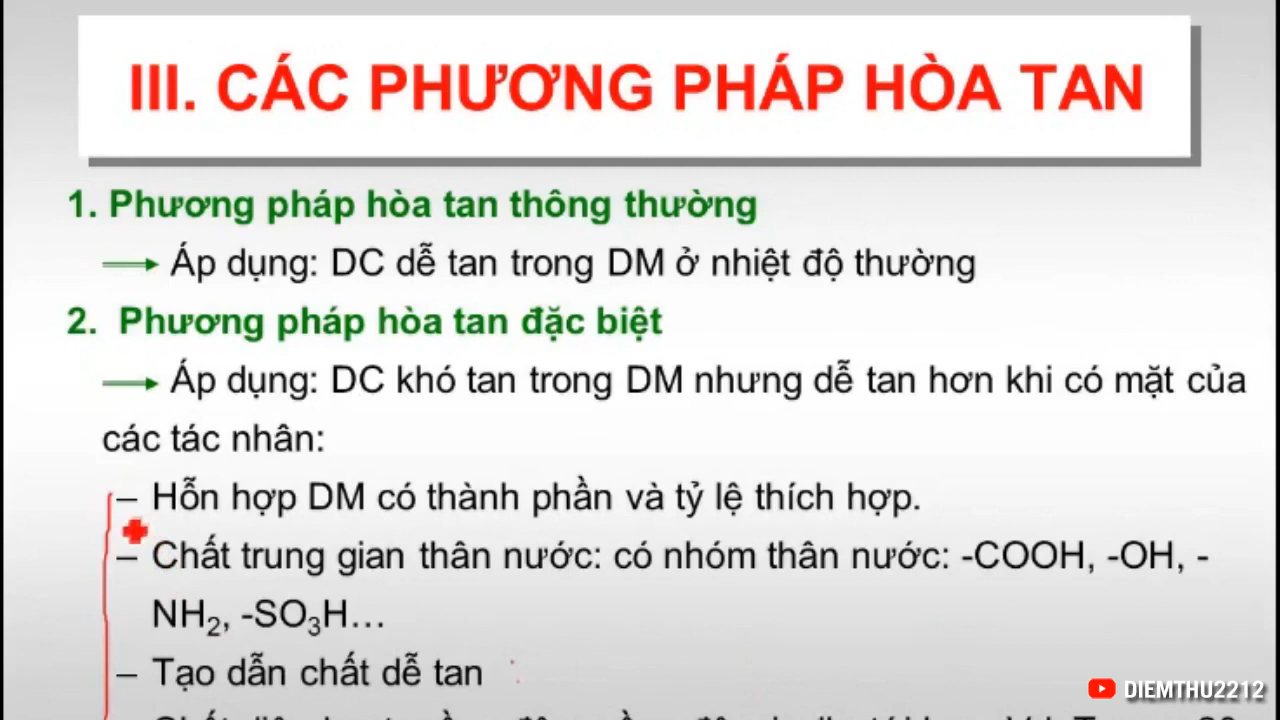 III. CÁC PHƯƠNG PHÁP HÒA TAN
1. Phương pháp hòa tan thông thường
Áp dụng: DC dễ tan trong DM ở nhiệt độ thường
2. Phương pháp hòa tan đặc biệt
Áp dụng: DC khó tan trong DM nhưng dễ tan hơn khi có mặt của
các tác nhân:
– Hỗn hợp DM có thành phần và tỷ lệ thích hợp.
– Chất trung gian thân nước: có nhóm thân nước: -COOH, -OH, -
NH₂, -SO₃H...
– Tạo dẫn chất dễ tan
DIEMTHU2212